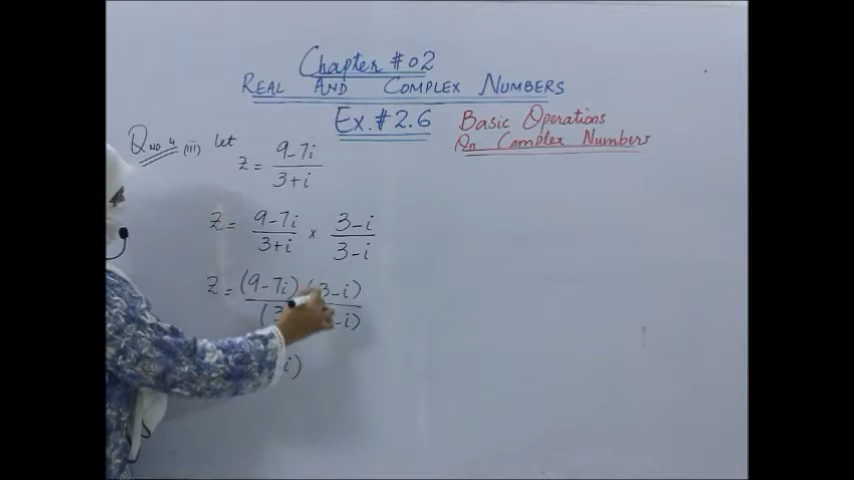 Chapter # 02
REAL AND COMPLEX NUMBERS
Ex.# 2.6 Basic Operations
On Complex Numbers
Q NO 4 (iii) let
z = 9-7i / 3+i
z = 9-7i / 3+i × 3-i / 3-i
z = (9-7i) (3-i) / (3 -i)
i)